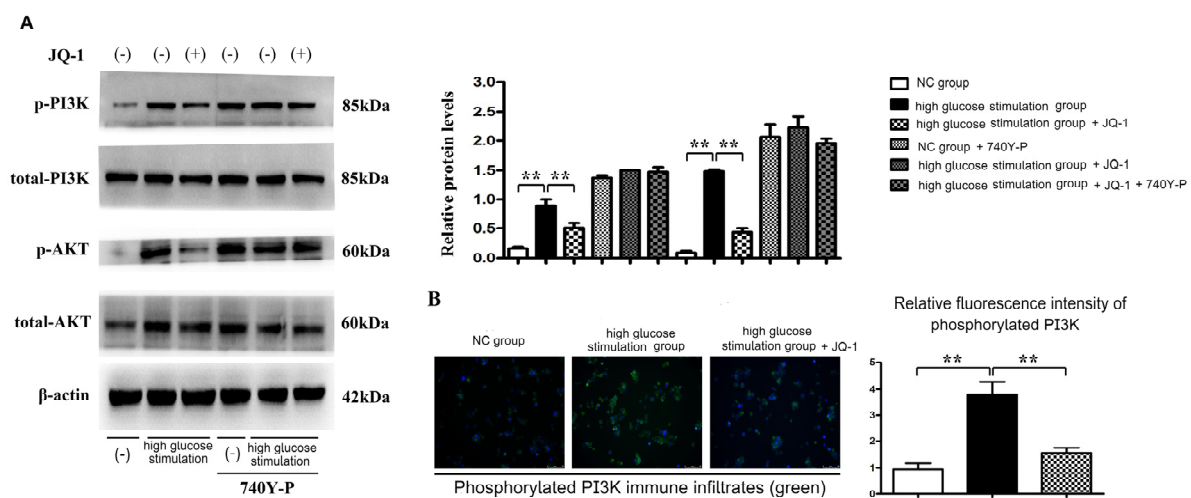 A
JQ-1 (-) (-) (+) (-) (-) (+)
p-PI3K 85kDa
total-PI3K 85kDa
p-AKT 60kDa
total-AKT 60kDa
β-actin 42kDa
(-) high glucose stimulation (-) high glucose stimulation
740Y-P
Relative protein levels
3.0
2.5
2.0
1.5
1.0
0.5
0.0
** ** ** **
NC group
high glucose stimulation group
high glucose stimulation group + JQ-1
NC group + 740Y-P
high glucose stimulation group + JQ-1
high glucose stimulation group + JQ-1 + 740Y-P
B
NC group
high glucose
stimulation group
high glucose
stimulation group + JQ-1
Phosphorylated PI3K immune infiltrates (green)
Relative fluorescence intensity of
phosphorylated PI3K
5
4
3
2
1
0
** **